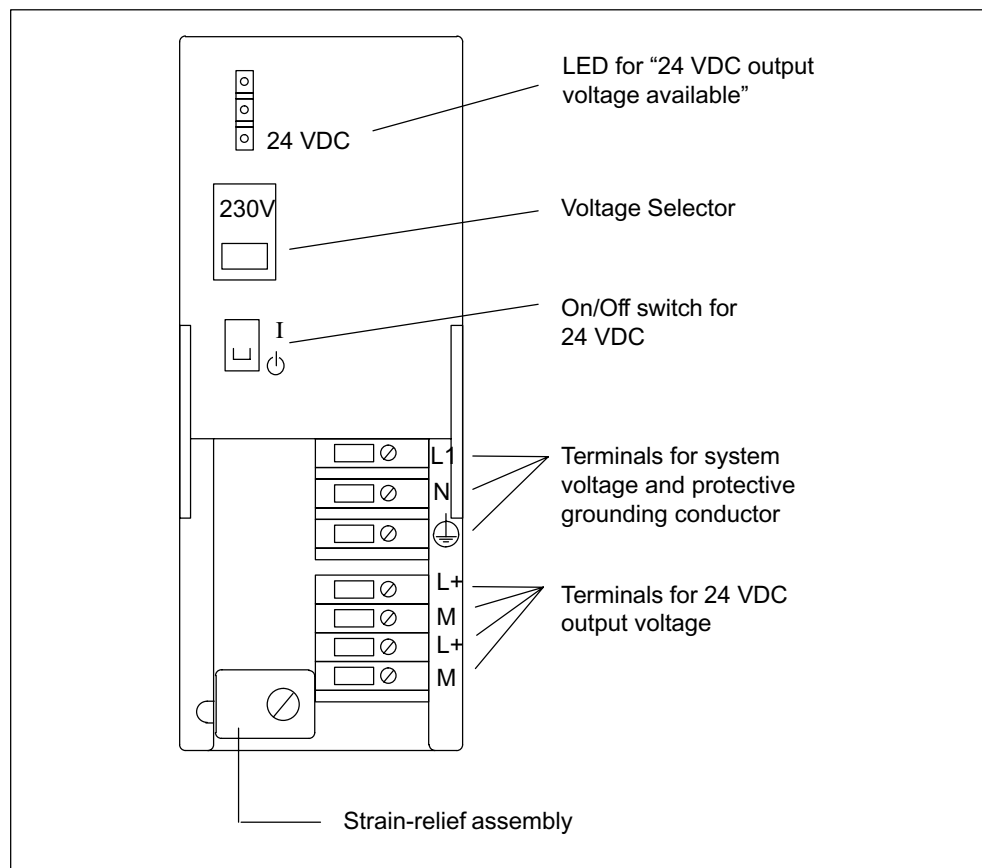 LED for “24 VDC output
voltage available”
24 VDC
230V
Voltage Selector
On/Off switch for
24 VDC
I
L1
N
Terminals for system
voltage and protective
grounding conductor
L+
M
L+
M
Terminals for 24 VDC
output voltage
Strain-relief assembly